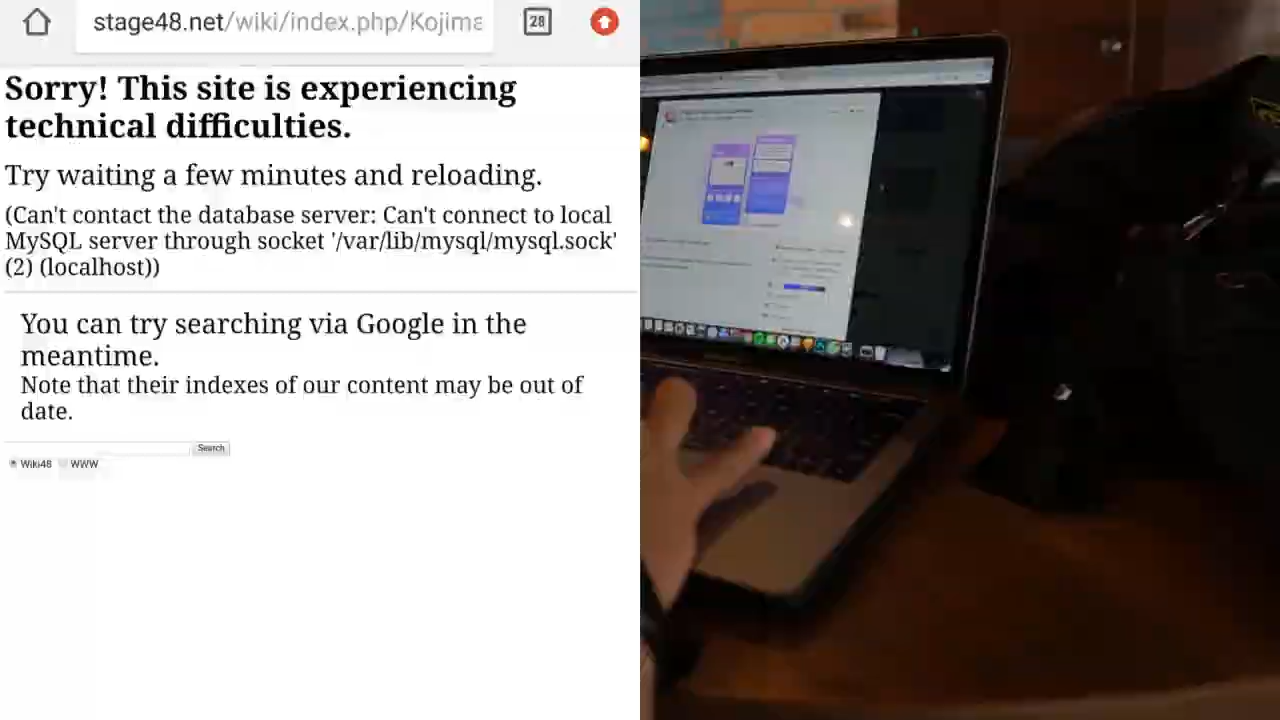 stage48.net/wiki/index.php/Kojima
28
Sorry! This site is experiencing
technical difficulties.
Try waiting a few minutes and reloading.
(Can't contact the database server: Can't connect to local
MySQL server through socket '/var/lib/mysql/mysql.sock'
(2) (localhost))
You can try searching via Google in the
meantime.
Note that their indexes of our content may be out of
date.
Search
Wiki48 WWW